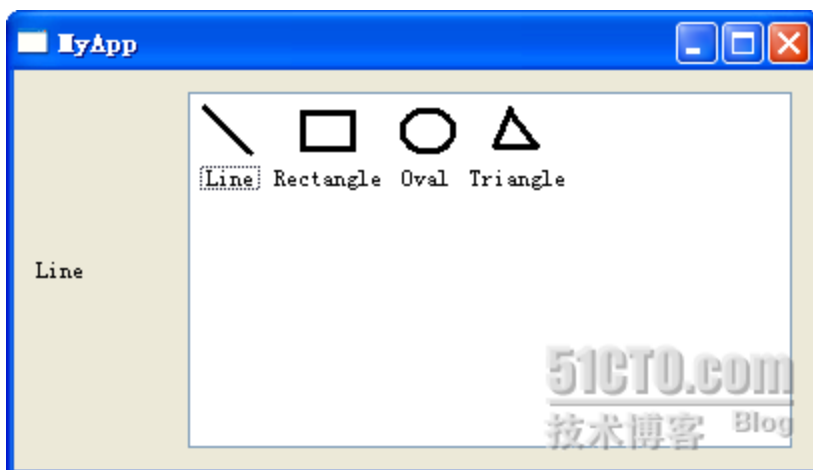 MyApp
Line Rectangle Oval Triangle
Line
51CTO.com
技术博客 Blog